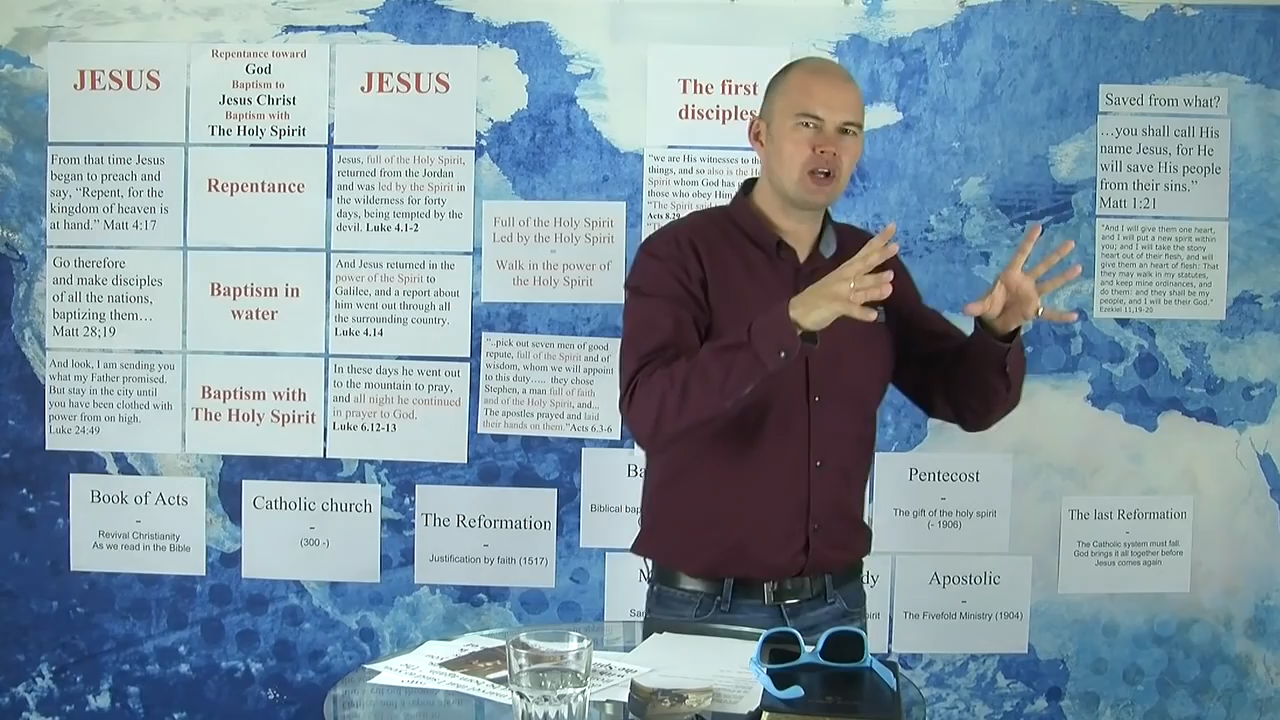 JESUS
Repentance toward
God
Baptism to
Jesus Christ
Baptism with
The Holy Spirit
JESUS
From that time Jesus
began to preach and
say, “Repent, for the
kingdom of heaven is
at hand.” Matt 4:17
Repentance
Jesus, full of the Holy Spirit,
returned from the Jordan
and was led by the Spirit in
the wilderness for forty
days, being tempted by the
devil. Luke 4.1-2
Go therefore
and make disciples
of all the nations,
baptizing them…
Matt 28;19
Baptism in
water
And Jesus returned in the
power of the Spirit to
Galilee, and a report about
him went out through all
the surrounding country.
Luke 4.14
And look, I am sending you
what my Father promised.
But stay in the city until
you have been clothed with
power from on high.
Luke 24:49
Baptism with
The Holy Spirit
In these days he went out
to the mountain to pray,
and all night he continued
in prayer to God.
Luke 6.12-13
Full of the Holy Spirit
Led by the Holy Spirit
-
Walk in the power of
the Holy Spirit
"..pick out seven men of good
repute, full of the Spirit and of
wisdom, whom we will appoint
to this duty….. they chose
Stephen, a man full of faith
and of the Holy Spirit, and...
The apostles prayed and laid
their hands on them."Acts 6.3-6
The first
disciples
“we are His witnesses to
things, and so also is the
Spirit whom God has
those who obey Him
“The Spirit said
Acts 8.29
Saved from what?
…you shall call His
name Jesus, for He
will save His people
from their sins.”
Matt 1:21
"And I will give them one heart,
and I will put a new spirit within
you; and I will take the stony
heart out of their flesh, and will
give them an heart of flesh: That
they may walk in my statutes,
and keep mine ordinances, and
do them: and they shall be my
people, and I will be their God."
Ezekiel 11,19-20
Book of Acts
-
Revival Christianity
As we read in the Bible
Catholic church
-
(300 -)
The Reformation
-
Justification by faith (1517)
Ba
Biblical bap
Pentecost
-
The gift of the holy spirit
(- 1906)
The last Reformation
-
The Catholic system must fall.
God brings it all together before
Jesus comes again
Apostolic
-
The Fivefold Ministry (1904)